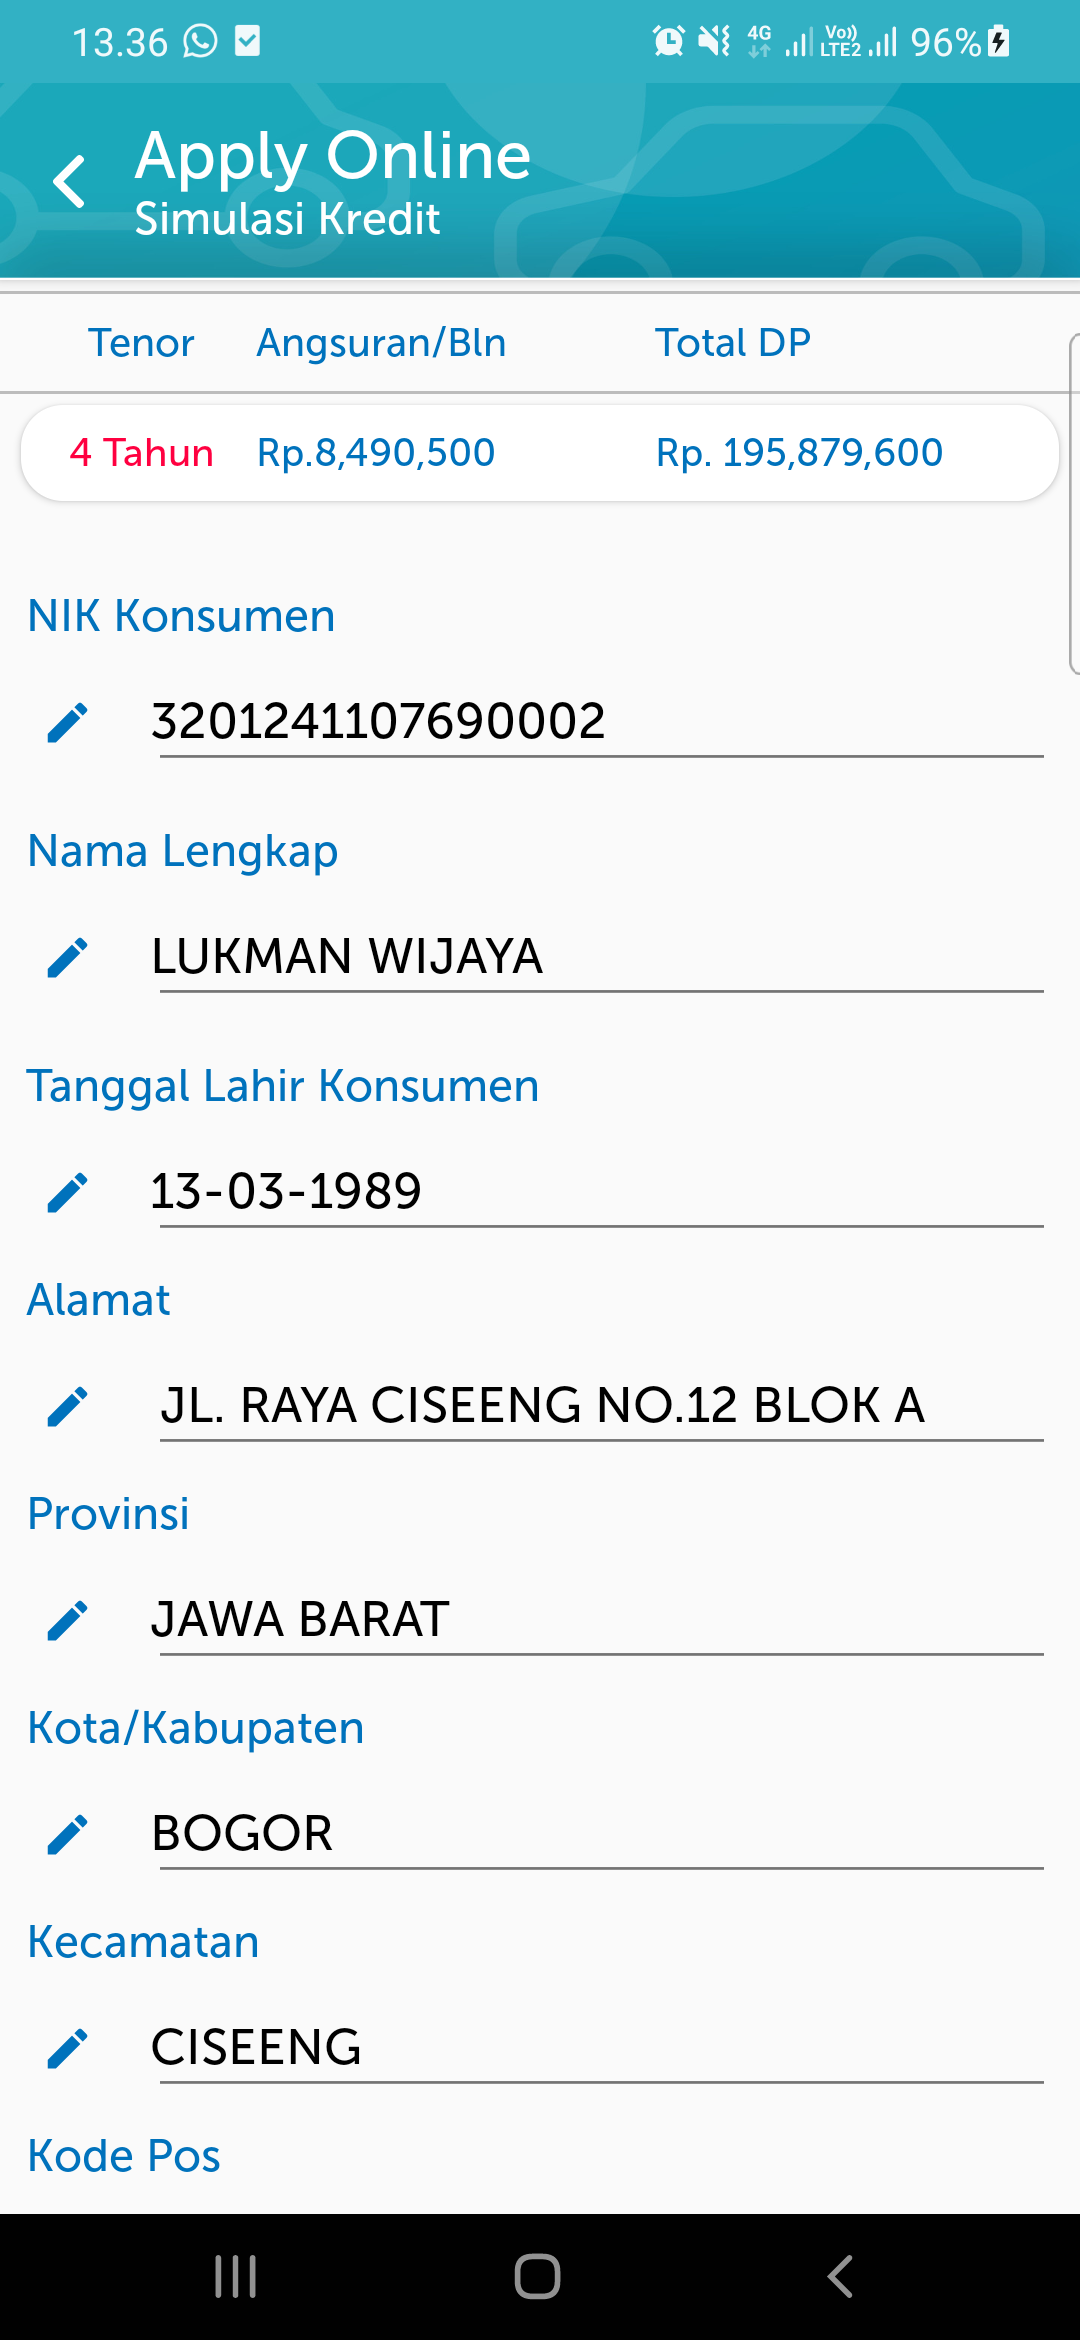 13.36 4G Vo)) LTE2 96%
Apply Online
Simulasi Kredit
Tenor Angsuran/Bln Total DP
4 Tahun Rp.8,490,500 Rp. 195,879,600
NIK Konsumen
3201241107690002
Nama Lengkap
LUKMAN WIJAYA
Tanggal Lahir Konsumen
13-03-1989
Alamat
JL. RAYA CISEENG NO.12 BLOK A
Provinsi
JAWA BARAT
Kota/Kabupaten
BOGOR
Kecamatan
CISEENG
Kode Pos